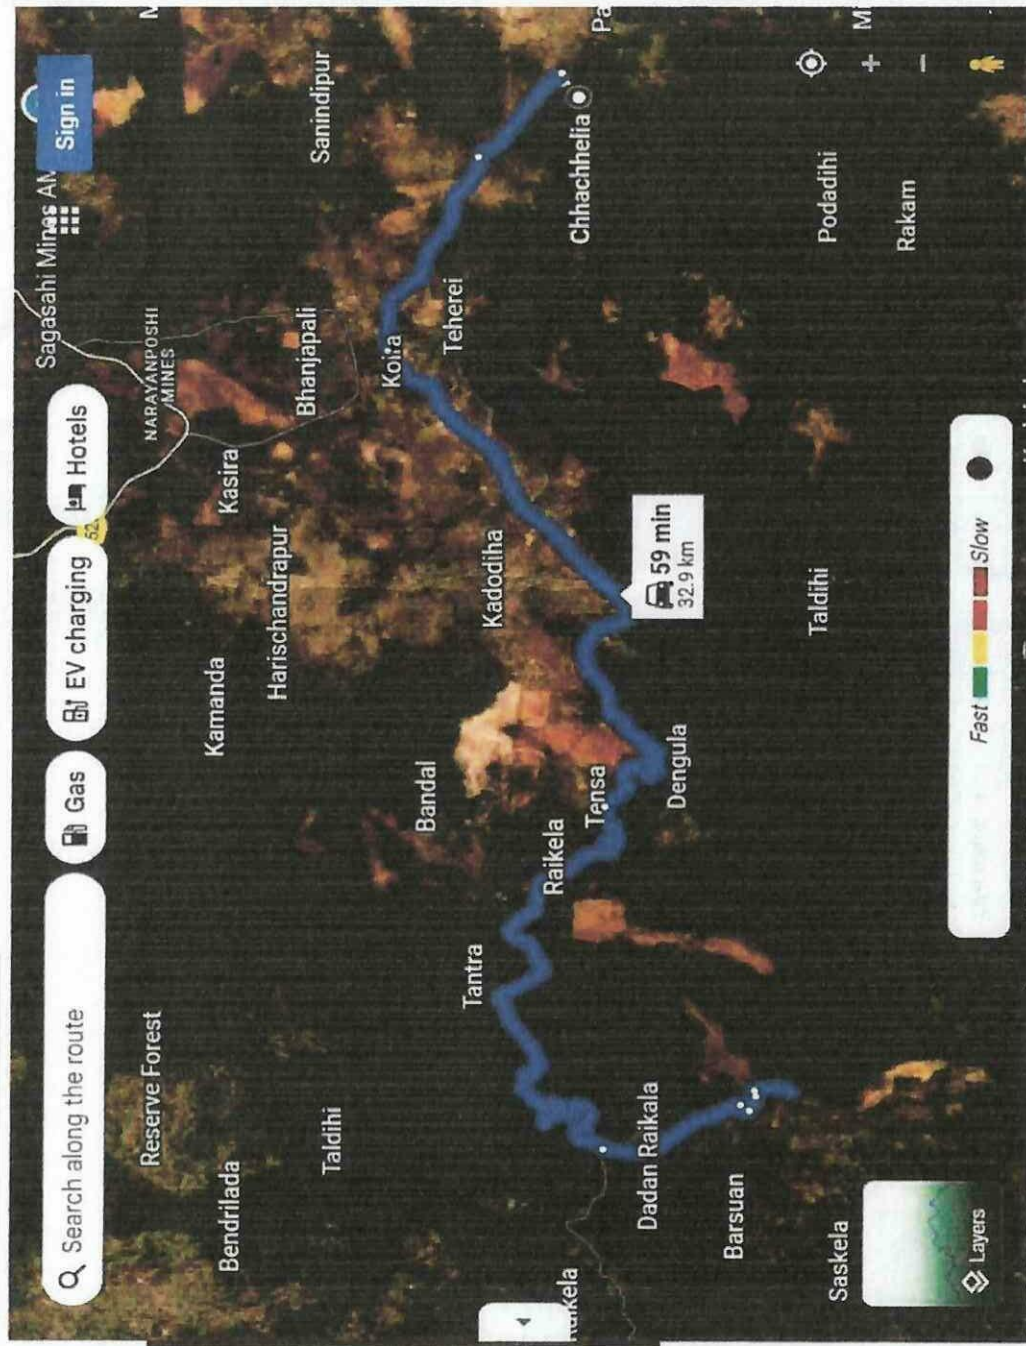 Search along the route
Gas
EV charging
Hotels
Sign in
Sagasahi Mines AM
NARAYANPOSHI
MINES
52
Reserve Forest
Bendrilada
Taldihi
Kamanda
Kasira
Harischandrapur
Bhanjapali
Sanindipur
Bandal
Koira
Teherei
Kadodiha
Tantra
Raikela
Tensa
Dengula
Chhachhelia
59 min
32.9 km
Dadan Raikala
Barsuan
Saskela
Taldihi
Podadihi
Rakam
Layers
Fast
Slow